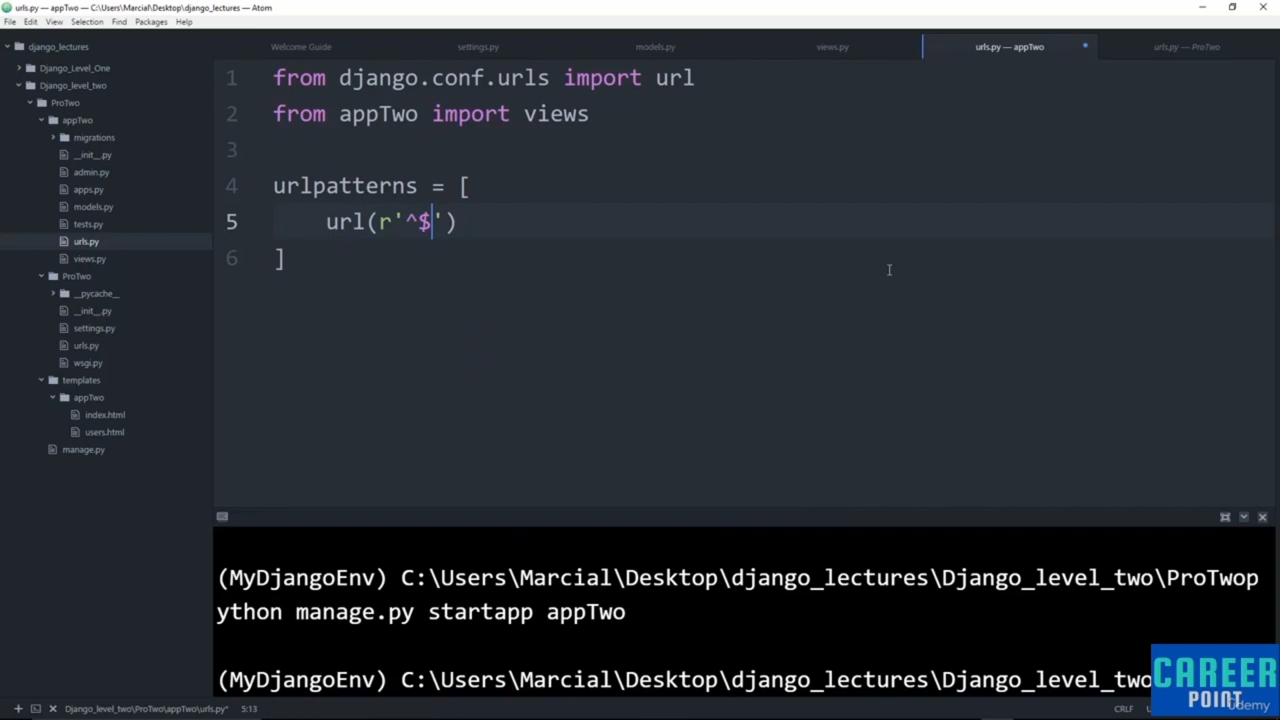 urls.py — appTwo — C:\Users\Marcial\Desktop\django_lectures — Atom
File Edit View Selection Find Packages Help
django_lectures
Django_Level_One
Django_level_two
ProTwo
appTwo
migrations
__init__.py
admin.py
apps.py
models.py
tests.py
urls.py
views.py
ProTwo
__pycache__
__init__.py
settings.py
urls.py
wsgi.py
templates
appTwo
index.html
users.html
manage.py
Welcome Guide settings.py models.py views.py urls.py — appTwo urls.py — ProTwo
1 from django.conf.urls import url
2 from appTwo import views
3
4 urlpatterns = [
5 url(r'^$')
6 ]
(MyDjangoEnv) C:\Users\Marcial\Desktop\django_lectures\Django_level_two\ProTwop
ython manage.py startapp appTwo
(MyDjangoEnv) C:\Users\Marcial\Desktop\django_lectures\Django_level_two
CAREER
POINT
Udemy
Django_level_two\ProTwo\appTwo\urls.py* 5:13 CRLF